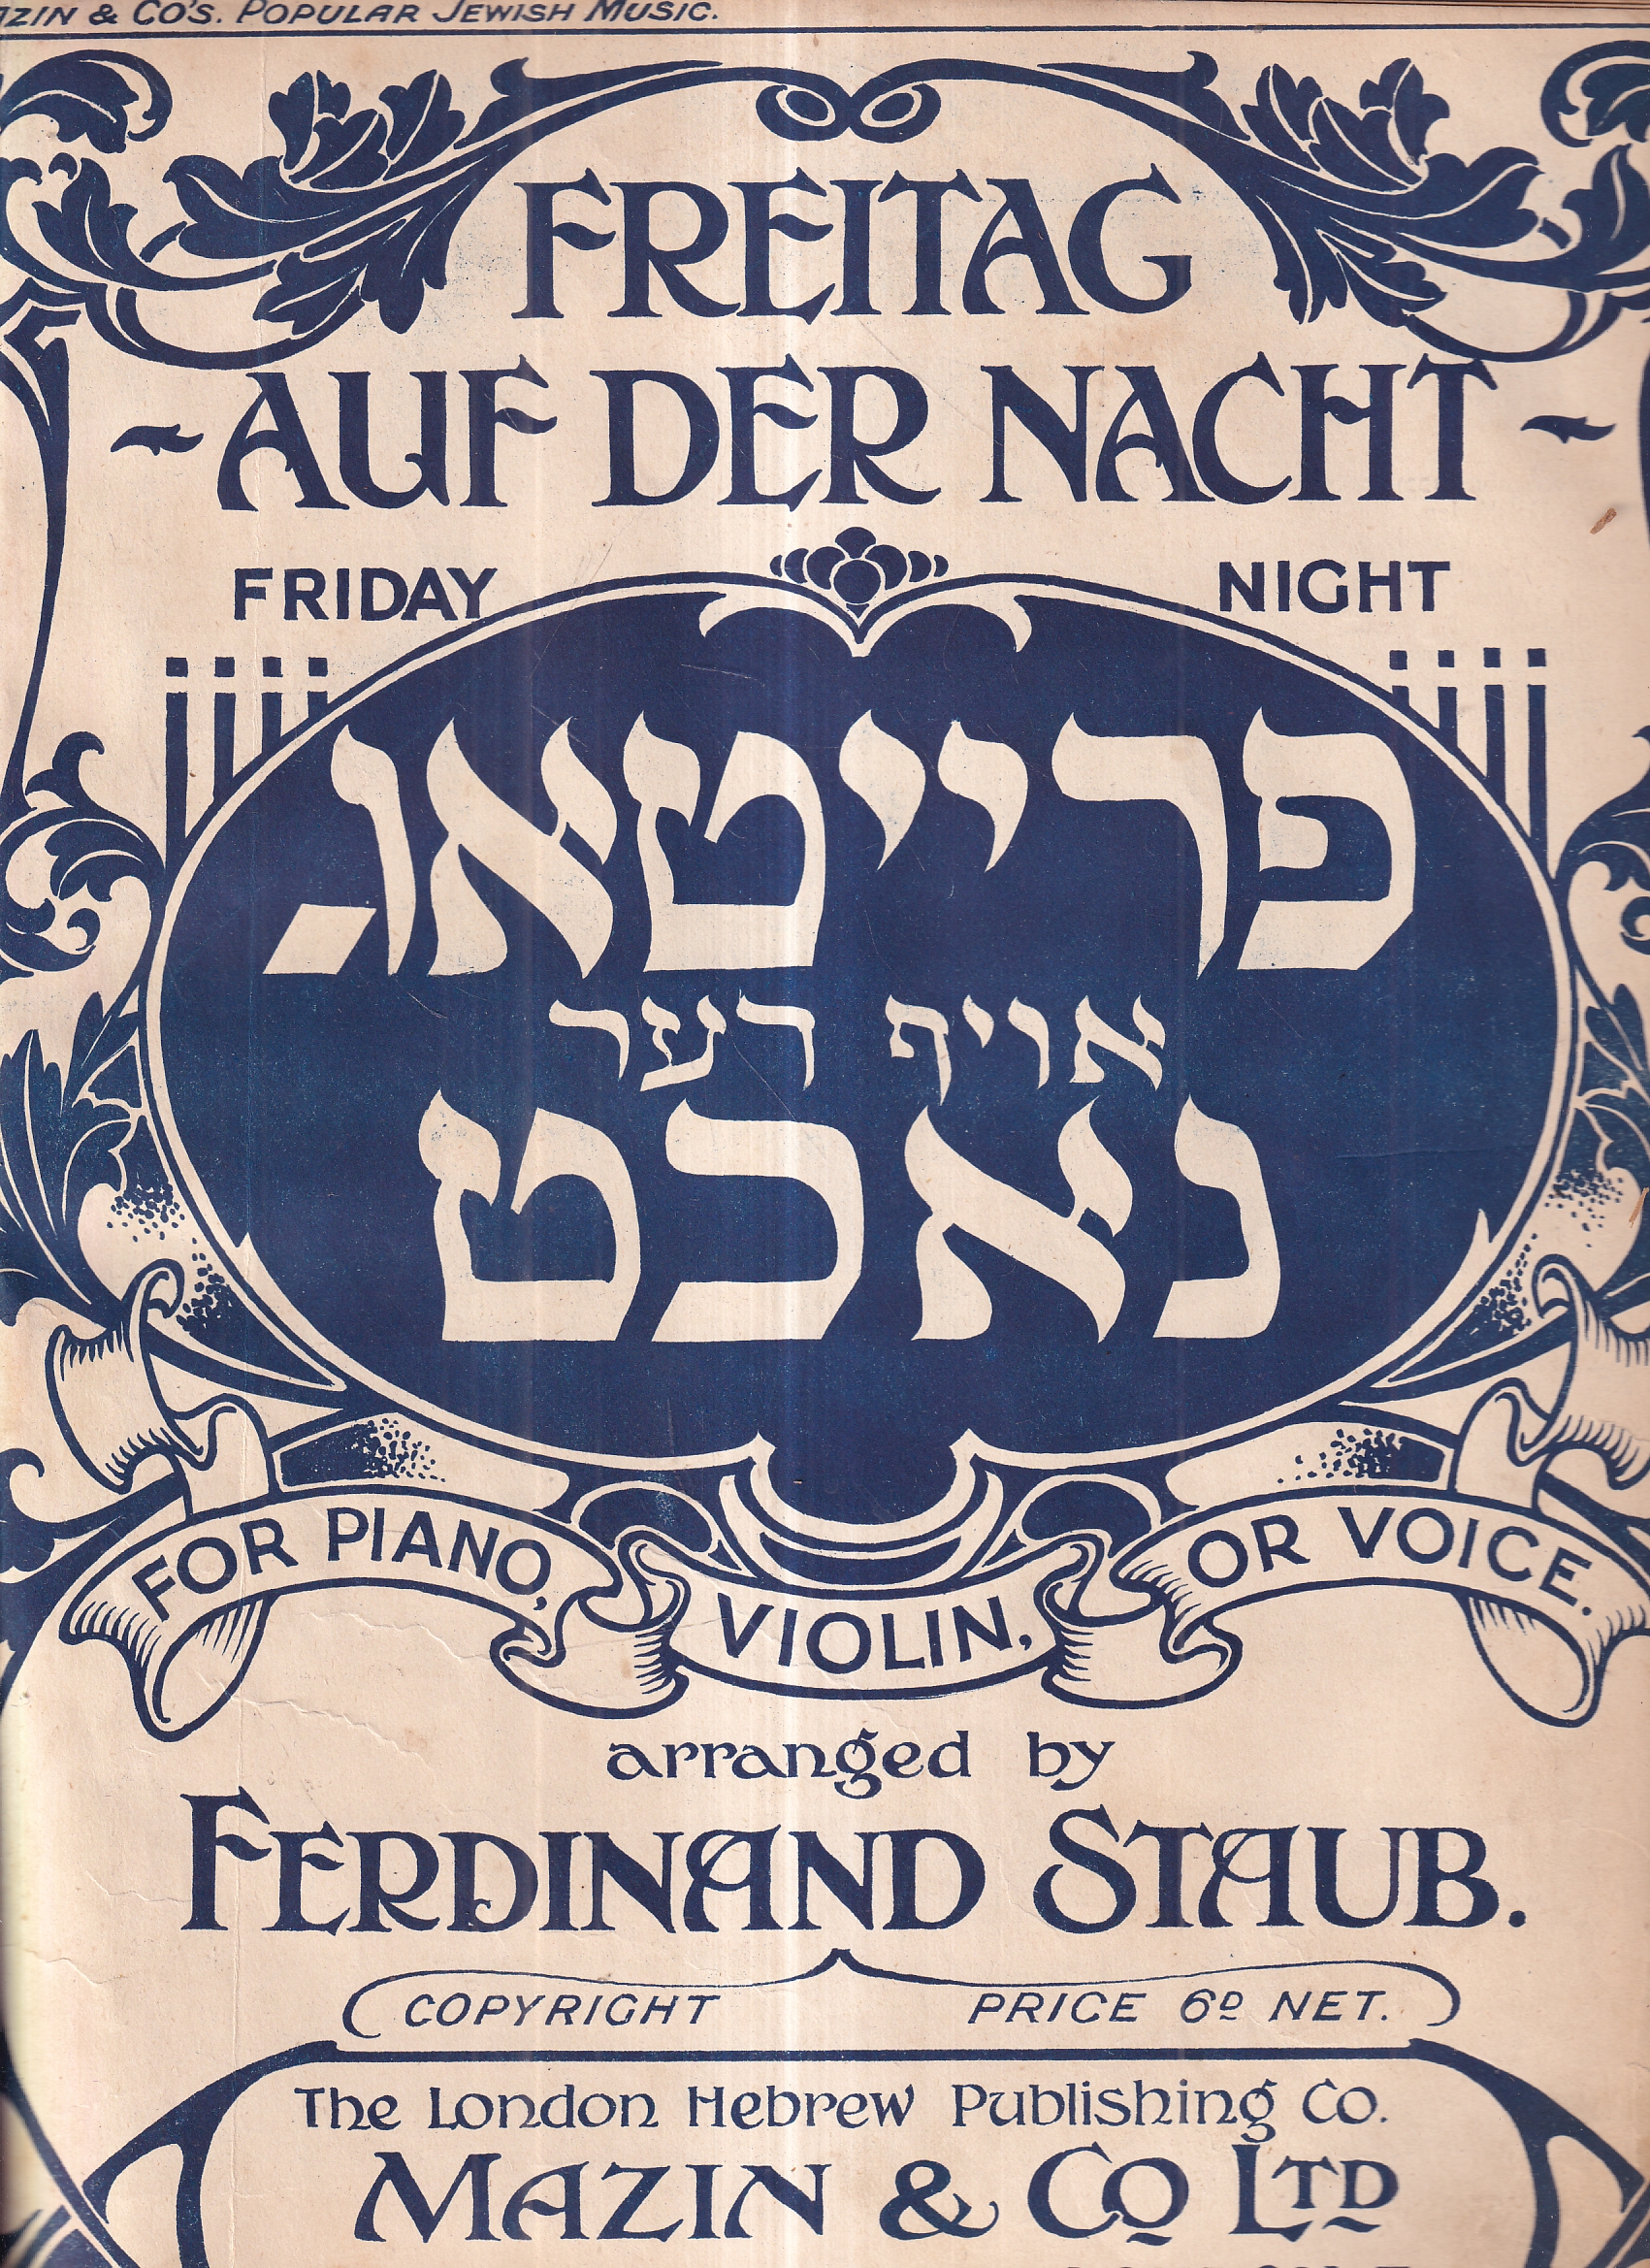 AZIN & CO'S. POPULAR JEWISH MUSIC.
FREITAG
- AUF DER NACHT -
FRIDAY NIGHT
פרייטאג
אויף דער
נאכט
FOR PIANO, VIOLIN, OR VOICE.
arranged by
FERDINAND STAUB.
COPYRIGHT PRICE 6D NET.
The London Hebrew Publishing Co.
MAZIN & CO LTD